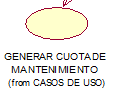 GENERAR CUOTA DE
MANTENIMIENTO
(from CASOS DE USO)